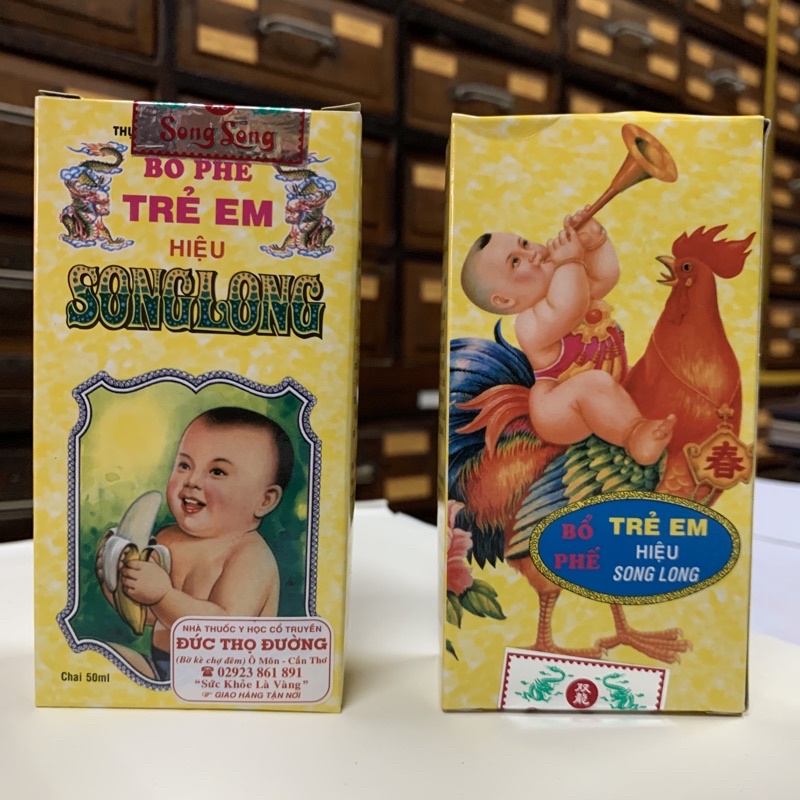 Song Song
BỔ PHẾ
TRẺ EM
HIỆU
SONGLONG
Chai 50ml
NHÀ THUỐC Y HỌC CỔ TRUYỀN
ĐỨC THỌ ĐƯỜNG
(Bờ kè chợ đêm) Ô Môn - Cần Thơ
☎ 02923 861 891
"Sức Khỏe Là Vàng"
☞ GIAO HÀNG TẬN NƠI
春
BỔ PHẾ
TRẺ EM
HIỆU
SONG LONG
双龍